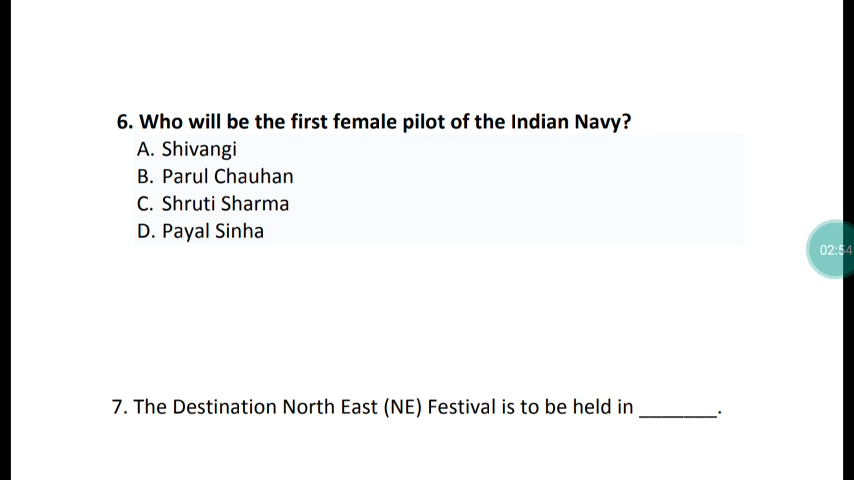 6. Who will be the first female pilot of the Indian Navy?
A. Shivangi
B. Parul Chauhan
C. Shruti Sharma
D. Payal Sinha
02:54
7. The Destination North East (NE) Festival is to be held in _______.